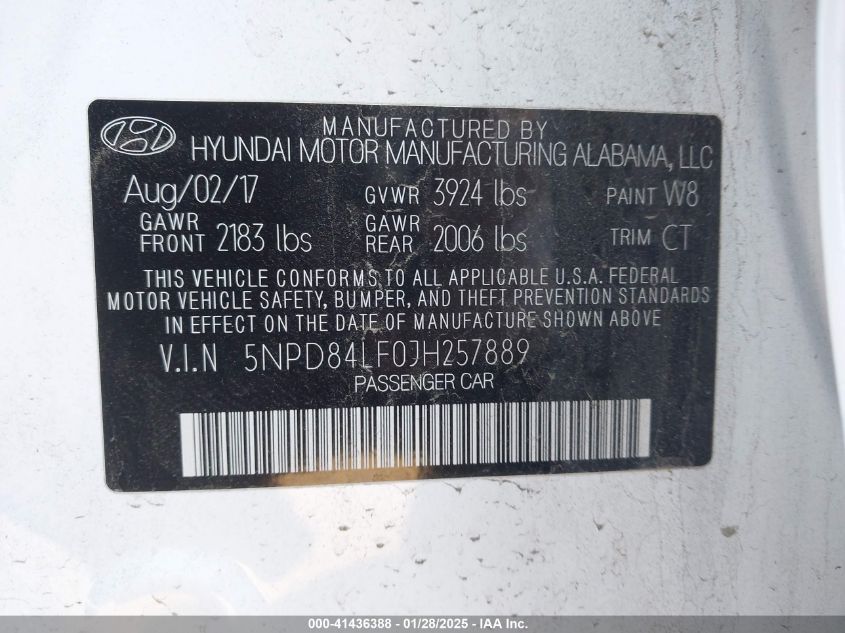 MANUFACTURED BY
HYUNDAI MOTOR MANUFACTURING ALABAMA, LLC
Aug/02/17 GVWR 3924 lbs PAINT W8
GAWR FRONT 2183 lbs GAWR REAR 2006 lbs TRIM CT
THIS VEHICLE CONFORMS TO ALL APPLICABLE U.S.A. FEDERAL
MOTOR VEHICLE SAFETY, BUMPER, AND THEFT PREVENTION STANDARDS
IN EFFECT ON THE DATE OF MANUFACTURE SHOWN ABOVE.
V.I.N 5NPD84LF0JH257889
PASSENGER CAR
000-41436388 - 01/28/2025 - IAA Inc.